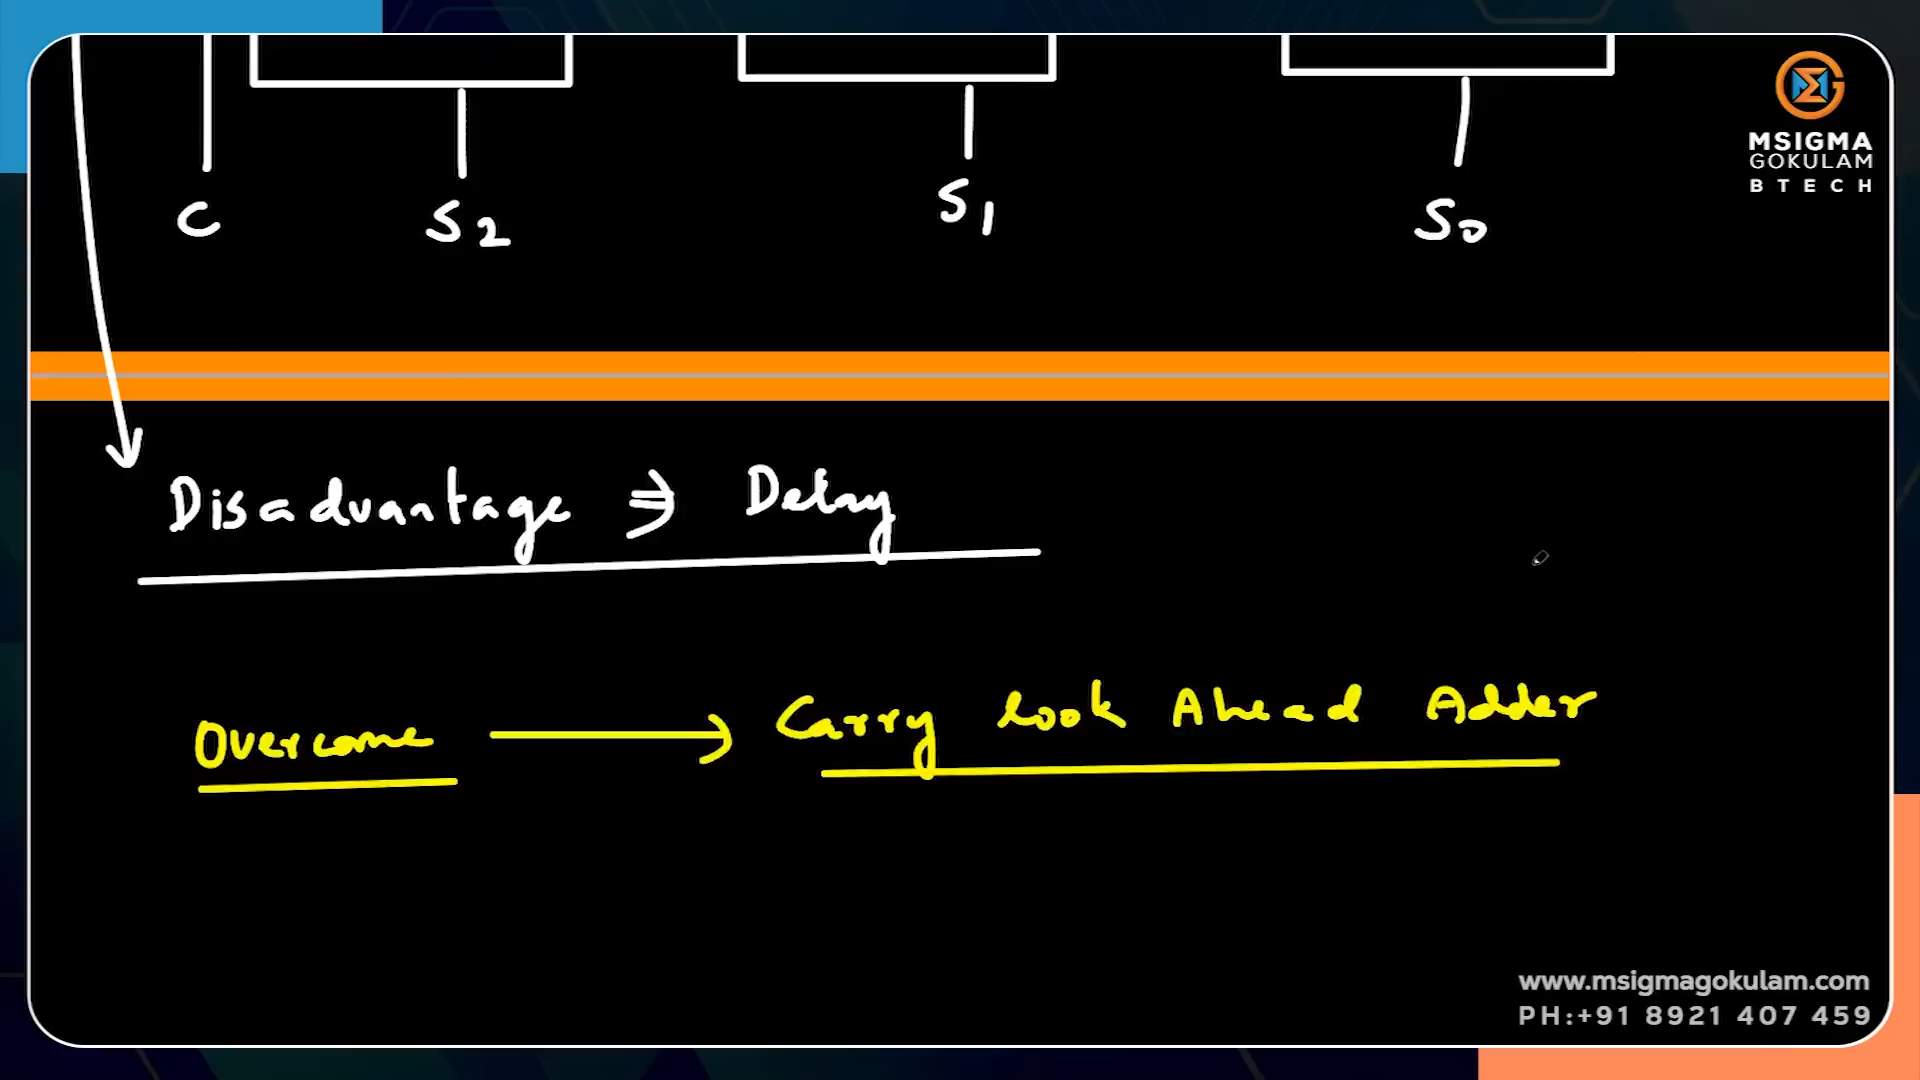 MSIGMA
GOKULAM
BTECH
C S2 S1 S0
Disadvantage ⇒ Delay
Overcome → Carry look Ahead Adder
www.msigmagokulam.com
PH:+91 8921 407 459